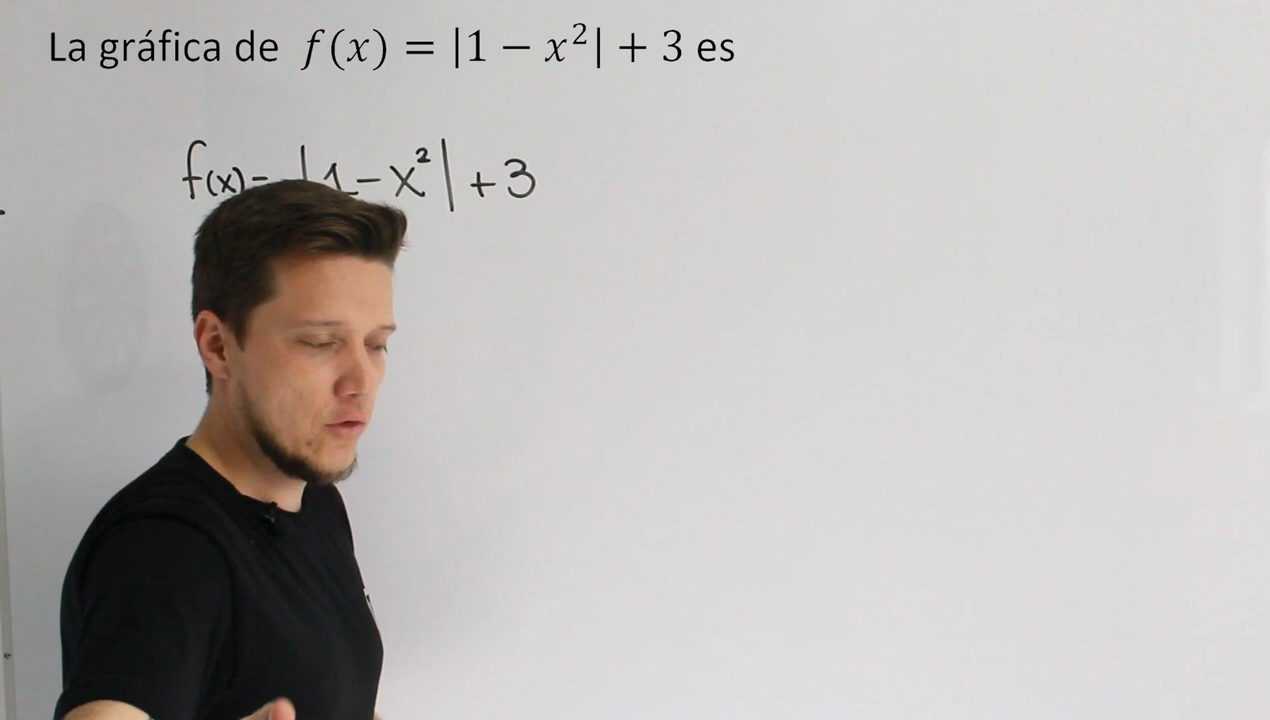 La gráfica de f(x) = |1 − x²| + 3 es
f(x) = |1 − x²| + 3